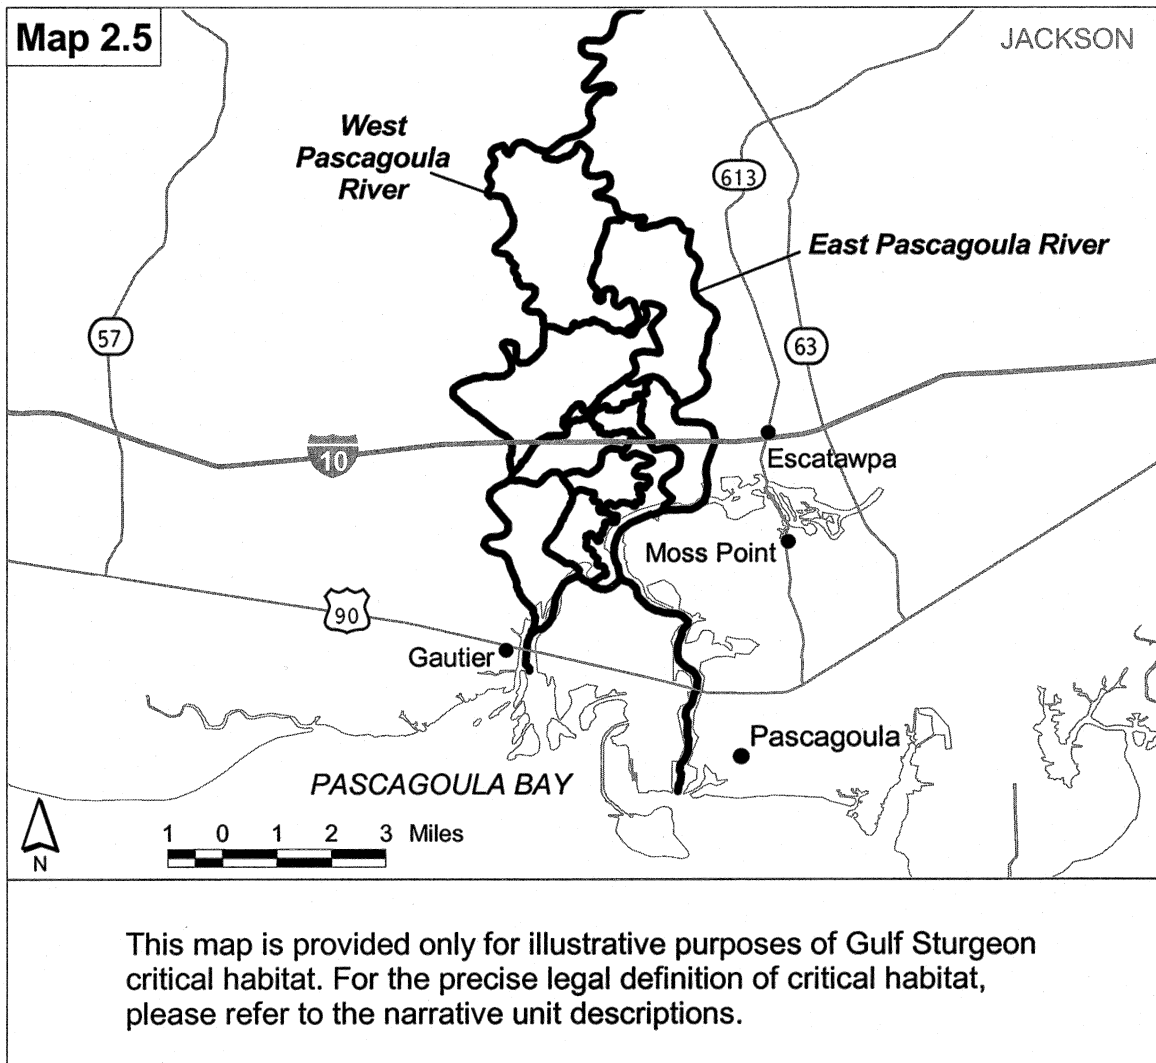 Map 2.5
JACKSON
West
Pascagoula
River
613
East Pascagoula River
57
63
10
Escatawpa
Moss Point
90
Gautier
Pascagoula
PASCAGOULA BAY
1 0 1 2 3 Miles
N
This map is provided only for illustrative purposes of Gulf Sturgeon
critical habitat. For the precise legal definition of critical habitat,
please refer to the narrative unit descriptions.